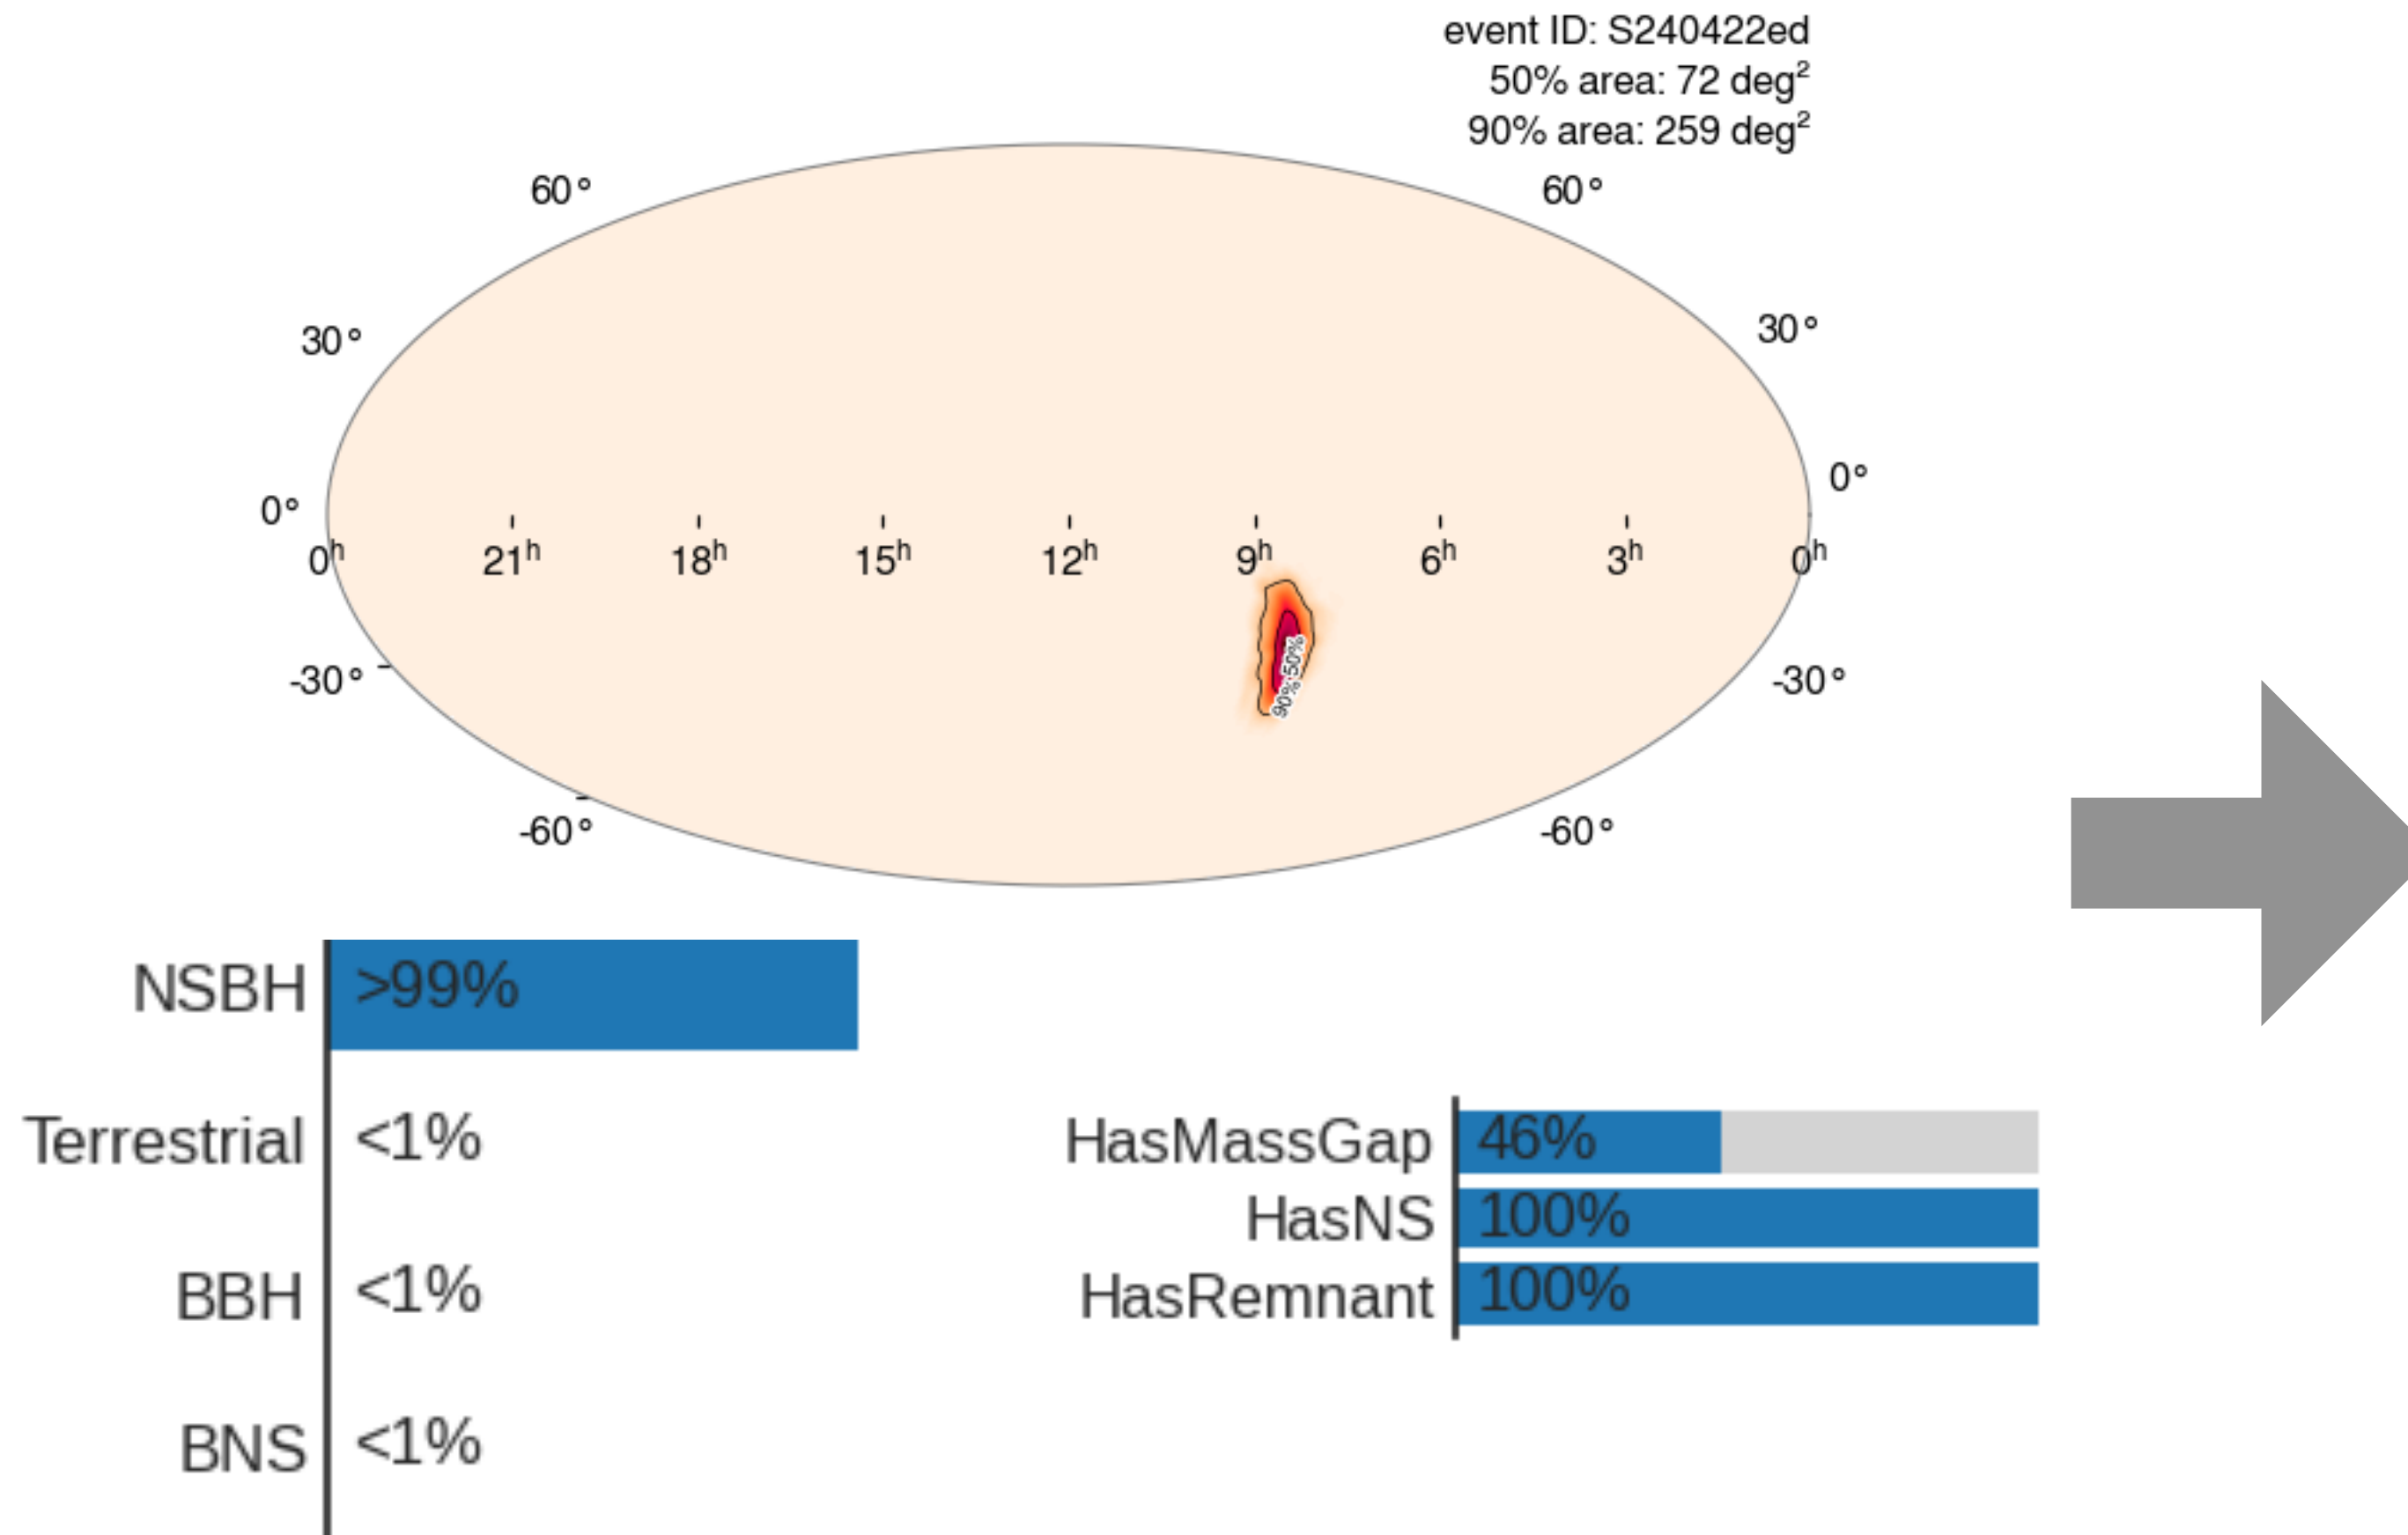 event ID: S240422ed
50% area: 72 deg²
90% area: 259 deg²
60° 60°
30° 30°
0° 0°
0ʰ 21ʰ 18ʰ 15ʰ 12ʰ 9ʰ 6ʰ 3ʰ 0ʰ
50%
90%
-30° -30°
-60° -60°
NSBH >99%
Terrestrial <1%
BBH <1%
BNS <1%
HasMassGap 46%
HasNS 100%
HasRemnant 100%